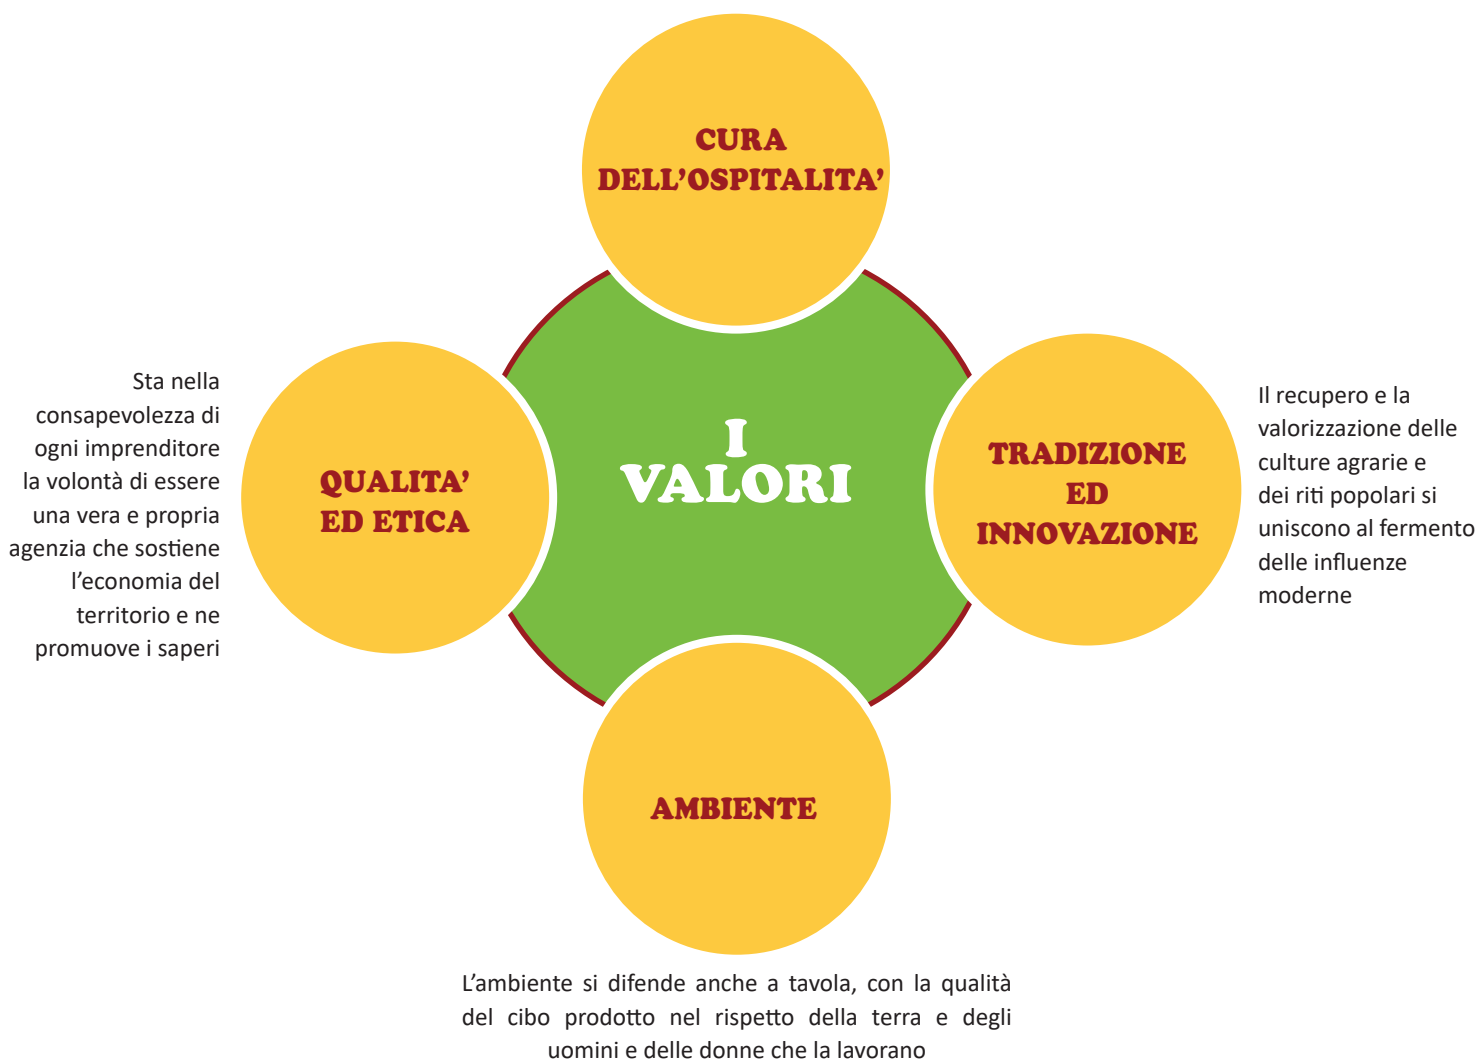 CURA
DELL'OSPITALITA'
Sta nella
consapevolezza di
ogni imprenditore
la volontà di essere
una vera e propria
agenzia che sostiene
l'economia del
territorio e ne
promuove i saperi
QUALITA'
ED ETICA
I
VALORI
TRADIZIONE
ED
INNOVAZIONE
Il recupero e la
valorizzazione delle
culture agrarie e
dei riti popolari si
uniscono al fermento
delle influenze
moderne
AMBIENTE
L'ambiente si difende anche a tavola, con la qualità
del cibo prodotto nel rispetto della terra e degli
uomini e delle donne che la lavorano